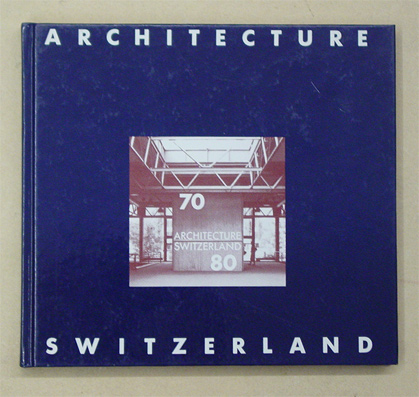 ARCHITECTURE
70
ARCHITECTURE
SWITZERLAND
80
SWITZERLAND